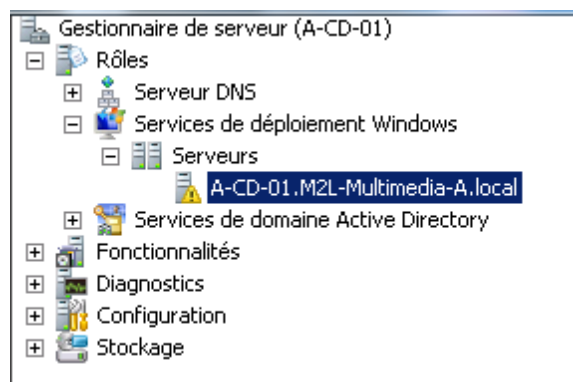 Gestionnaire de serveur (A-CD-01)
Rôles
Serveur DNS
Services de déploiement Windows
Serveurs
A-CD-01.M2L-Multimedia-A.local
Services de domaine Active Directory
Fonctionnalités
Diagnostics
Configuration
Stockage